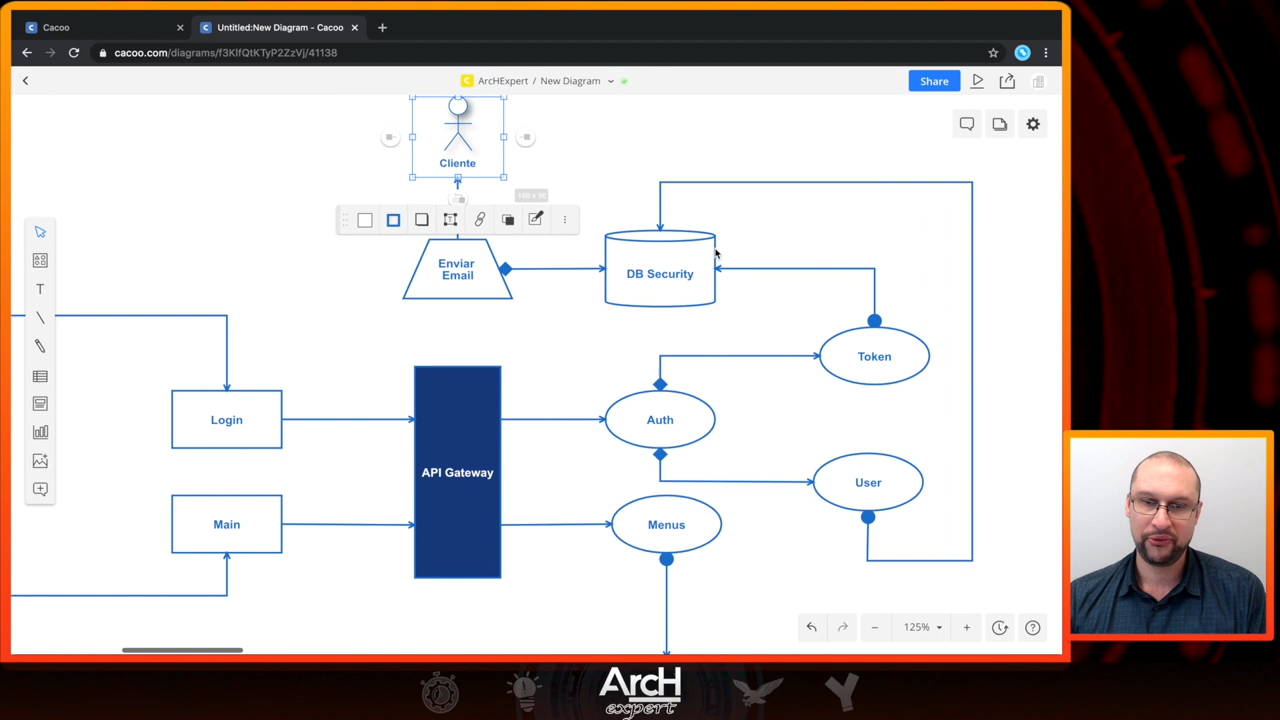 Cacoo
Untitled:New Diagram - Cacoo
cacoo.com/diagrams/f3KlfQtKTyP2ZzVj/41138
ArcHExpert / New Diagram
Share
Cliente
Enviar
Email
DB Security
Token
Login
Auth
API Gateway
User
Main
Menus
T
125%
ArcH
expert